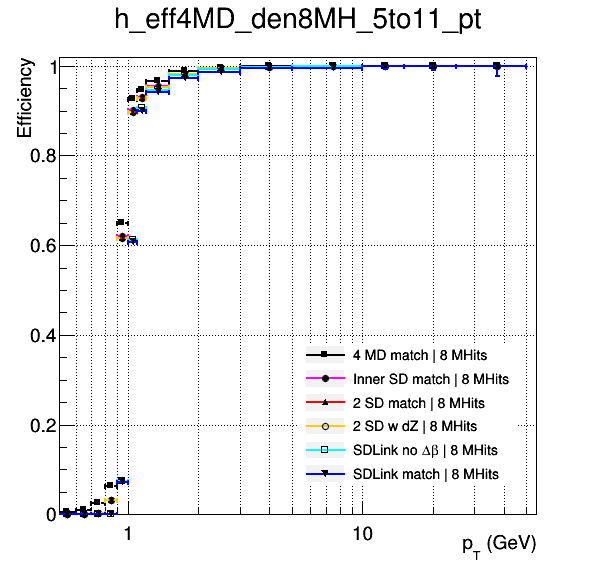 h_eff4MD_den8MH_5to11_pt
Efficiency
1
0.8
0.6
0.4
0.2
0
4 MD match | 8 MHits
Inner SD match | 8 MHits
2 SD match | 8 MHits
2 SD w dZ | 8 MHits
SDLink no Δβ | 8 MHits
SDLink match | 8 MHits
1
10
p_T (GeV)